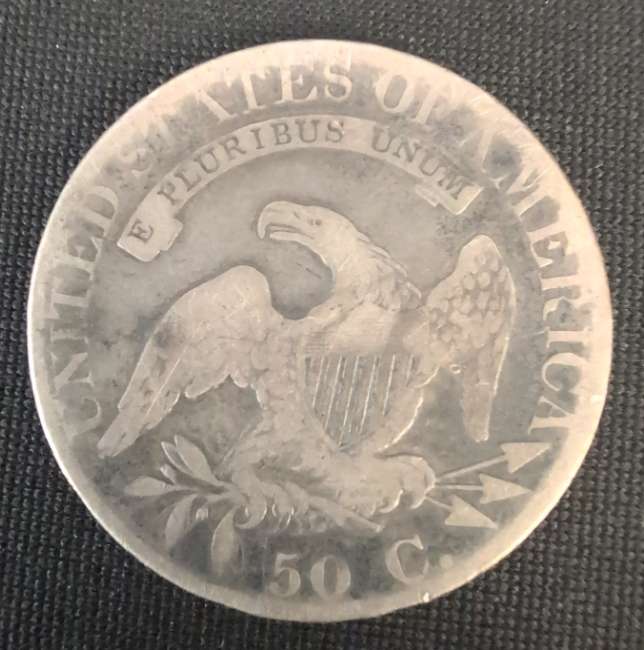 UNITED STATES OF AMERICA
E PLURIBUS UNUM
50 C.